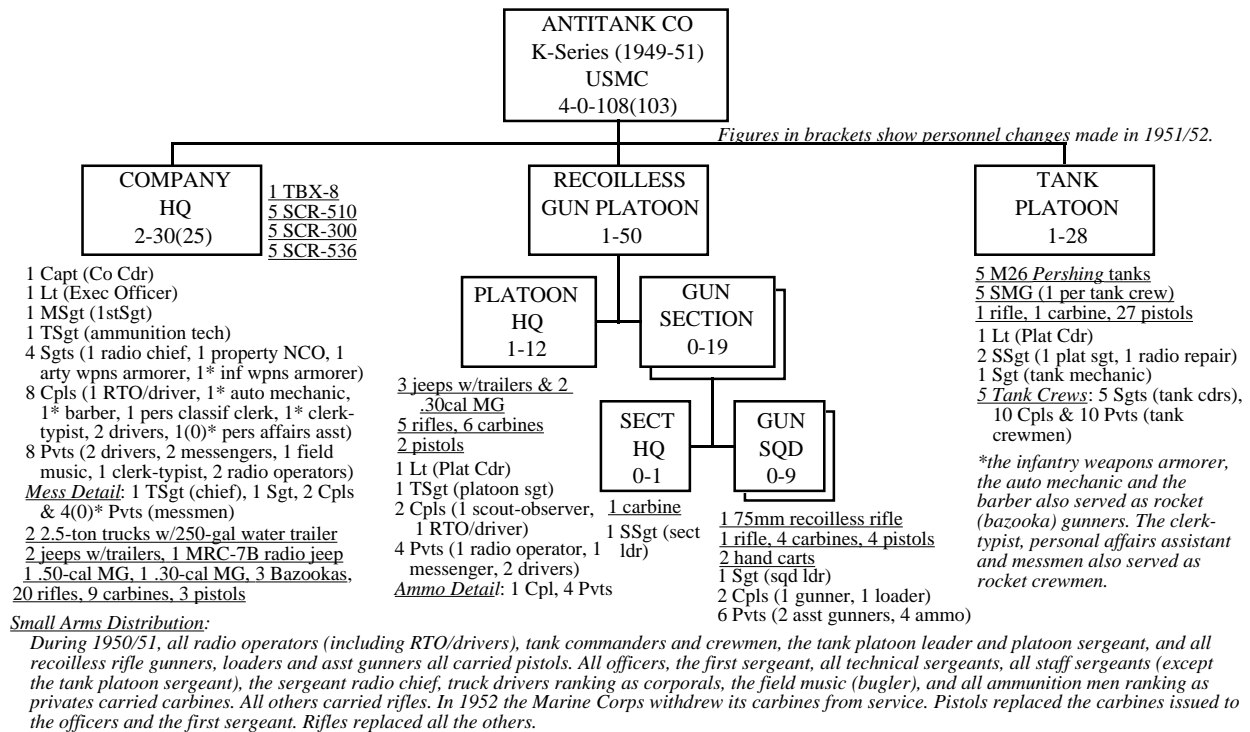 ANTITANK CO
K-Series (1949-51)
USMC
4-0-108(103)
Figures in brackets show personnel changes made in 1951/52.
COMPANY
HQ
2-30(25)
1 TBX-8
5 SCR-510
5 SCR-300
5 SCR-536
1 Capt (Co Cdr)
1 Lt (Exec Officer)
1 MSgt (1stSgt)
1 TSgt (ammunition tech)
4 Sgts (1 radio chief, 1 property NCO, 1
arty wpns armorer, 1* inf wpns armorer)
8 Cpls (1 RTO/driver, 1* auto mechanic,
1* barber, 1 pers classif clerk, 1* clerk-
typist, 2 drivers, 1(0)* pers affairs asst)
8 Pvts (2 drivers, 2 messengers, 1 field
music, 1 clerk-typist, 2 radio operators)
Mess Detail: 1 TSgt (chief), 1 Sgt, 2 Cpls
& 4(0)* Pvts (messmen)
2 2.5-ton trucks w/250-gal water trailer
2 jeeps w/trailers, 1 MRC-7B radio jeep
1 .50-cal MG, 1 .30-cal MG, 3 Bazookas,
20 rifles, 9 carbines, 3 pistols
RECOILLESS
GUN PLATOON
1-50
PLATOON
HQ
1-12
3 jeeps w/trailers & 2
.30cal MG
5 rifles, 6 carbines
2 pistols
1 Lt (Plat Cdr)
1 TSgt (platoon sgt)
2 Cpls (1 scout-observer,
1 RTO/driver)
4 Pvts (1 radio operator, 1
messenger, 2 drivers)
Ammo Detail: 1 Cpl, 4 Pvts
GUN
SECTION
0-19
SECT
HQ
0-1
1 carbine
1 SSgt (sect
ldr)
GUN
SQD
0-9
1 75mm recoilless rifle
1 rifle, 4 carbines, 4 pistols
2 hand carts
1 Sgt (sqd ldr)
2 Cpls (1 gunner, 1 loader)
6 Pvts (2 asst gunners, 4 ammo)
TANK
PLATOON
1-28
5 M26 Pershing tanks
5 SMG (1 per tank crew)
1 rifle, 1 carbine, 27 pistols
1 Lt (Plat Cdr)
2 SSgt (1 plat sgt, 1 radio repair)
1 Sgt (tank mechanic)
5 Tank Crews: 5 Sgts (tank cdrs),
10 Cpls & 10 Pvts (tank
crewmen)
*the infantry weapons armorer,
the auto mechanic and the
barber also served as rocket
(bazooka) gunners. The clerk-
typist, personal affairs assistant
and messmen also served as
rocket crewmen.
Small Arms Distribution:
During 1950/51, all radio operators (including RTO/drivers), tank commanders and crewmen, the tank platoon leader and platoon sergeant, and all
recoilless rifle gunners, loaders and asst gunners all carried pistols. All officers, the first sergeant, all technical sergeants, all staff sergeants (except
the tank platoon sergeant), the sergeant radio chief, truck drivers ranking as corporals, the field music (bugler), and all ammunition men ranking as
privates carried carbines. All others carried rifles. In 1952 the Marine Corps withdrew its carbines from service. Pistols replaced the carbines issued to
the officers and the first sergeant. Rifles replaced all the others.